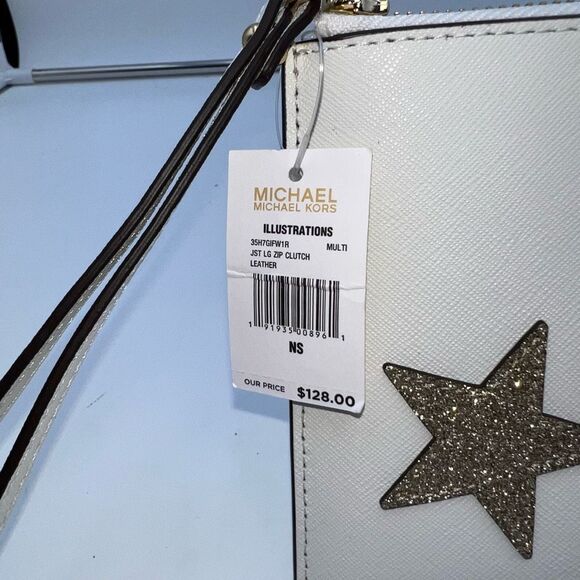 MICHAEL
MICHAEL KORS
ILLUSTRATIONS
35H7GIFW1R MULTI
JST LG ZIP CLUTCH
LEATHER
1 91935 00896 1
NS
OUR PRICE $128.00